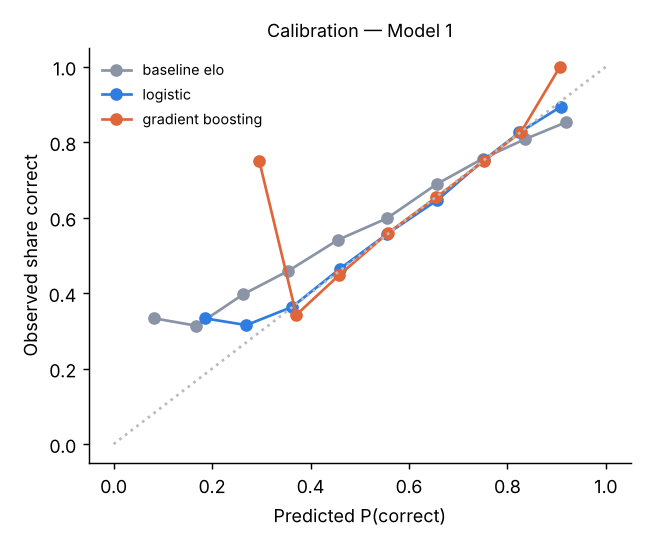 Calibration — Model 1
baseline elo
logistic
gradient boosting
Observed share correct
1.0
0.8
0.6
0.4
0.2
0.0
0.0 0.2 0.4 0.6 0.8 1.0
Predicted P(correct)